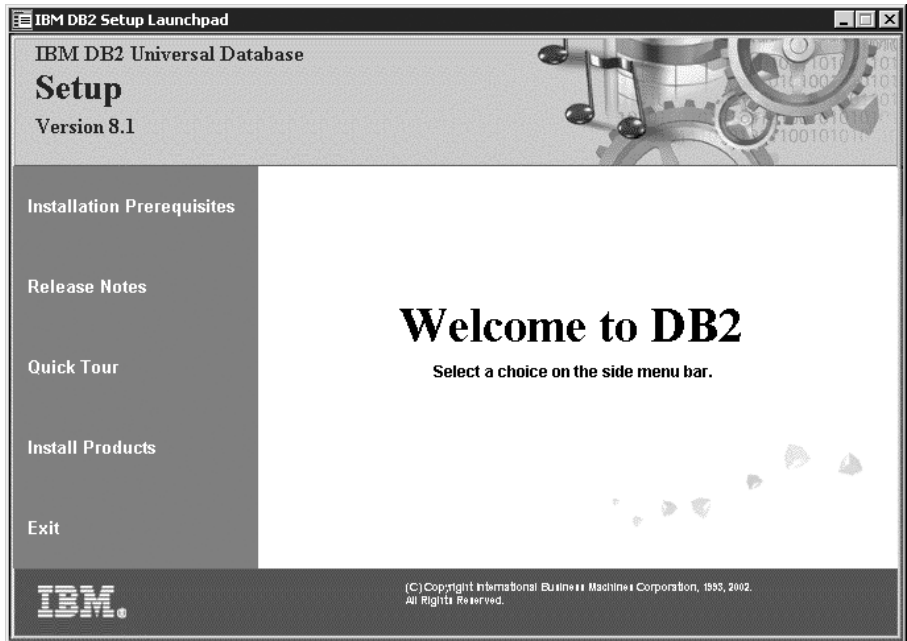 IBM DB2 Setup Launchpad
IBM DB2 Universal Database
Setup
Version 8.1
Installation Prerequisites
Release Notes
Quick Tour
Install Products
Exit
Welcome to DB2
Select a choice on the side menu bar.
IBM
(C) Copyright International Business Machines Corporation, 1993, 2002.
All Rights Reserved.